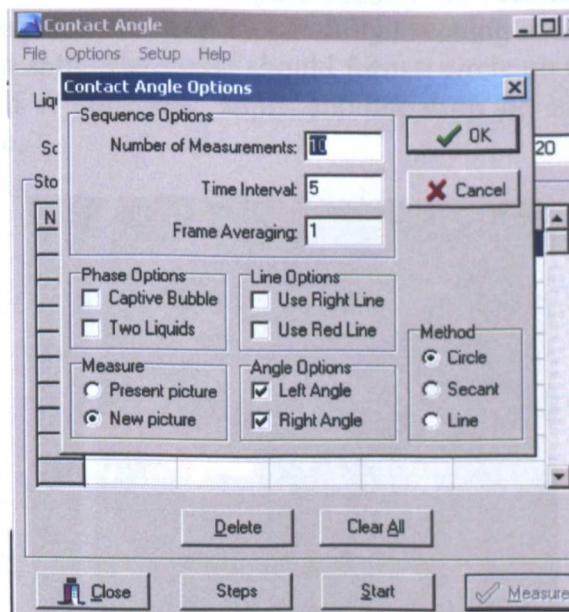 Contact Angle
File Options Setup Help
Contact Angle Options
Sequence Options
Number of Measurements: 10
Time Interval: 5
Frame Averaging: 1
OK
Cancel
20
Phase Options
Captive Bubble
Two Liquids
Line Options
Use Right Line
Use Red Line
Measure
Present picture
New picture
Angle Options
Left Angle
Right Angle
Method
Circle
Secant
Line
Delete
Clear All
Close
Steps
Start
Measure